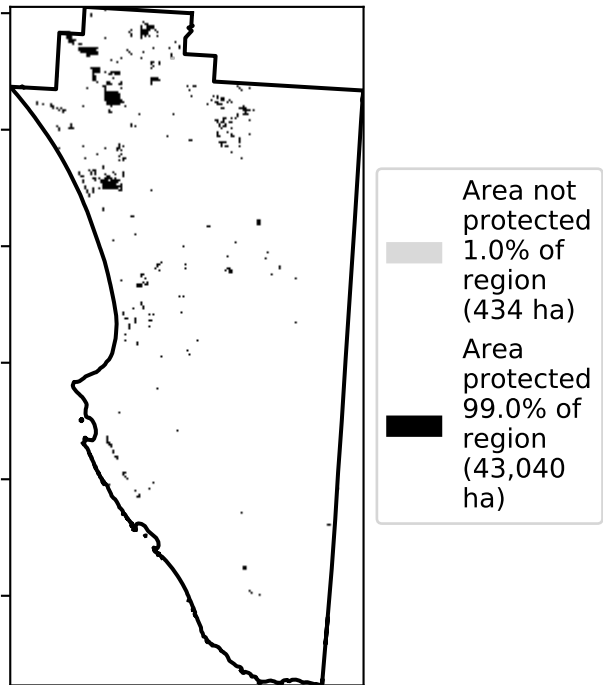 Area not
protected
1.0% of
region
(434 ha)
Area
protected
99.0% of
region
(43,040
ha)